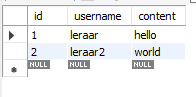 id username content
1 leraar hello
2 leraar2 world
NULL NULL NULL